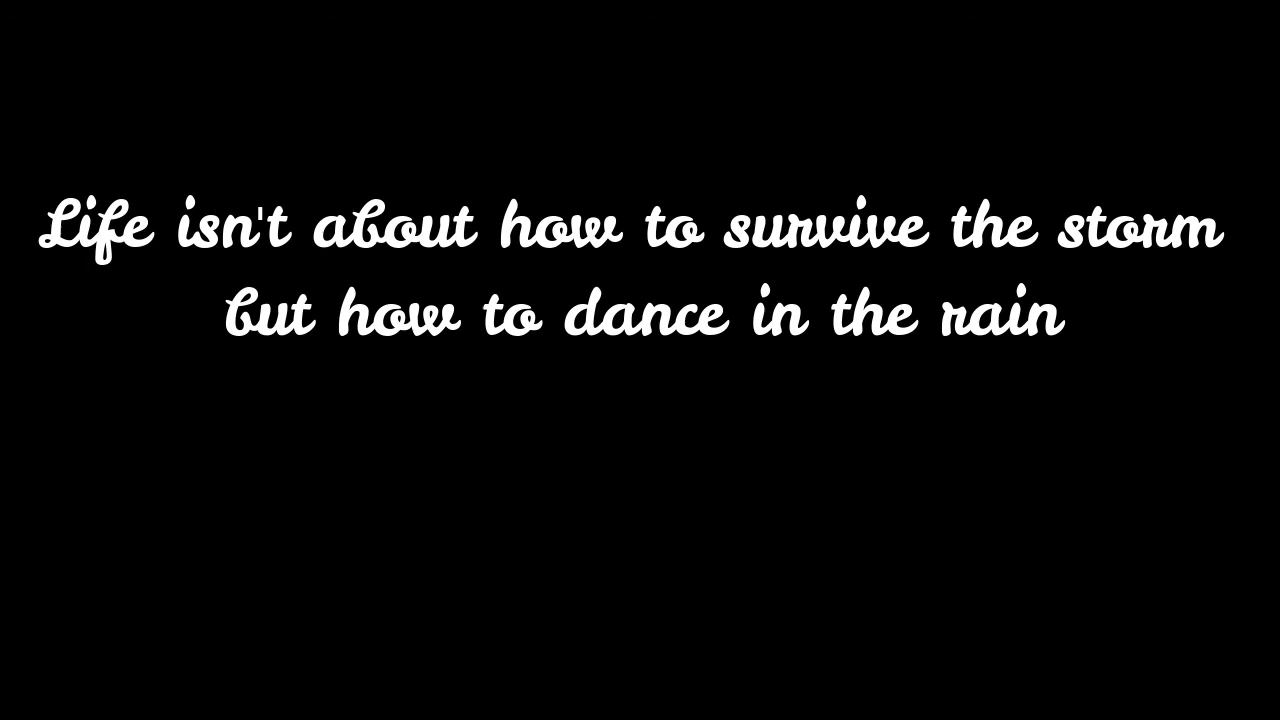 Life isn't about how to survive the storm
but how to dance in the rain